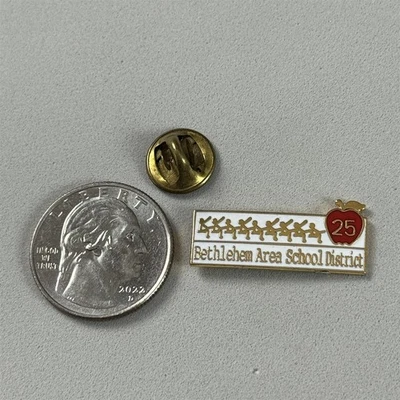 LIBERTY
IN GOD
WE
TRUST
2022
25
Bethlehem Area School District